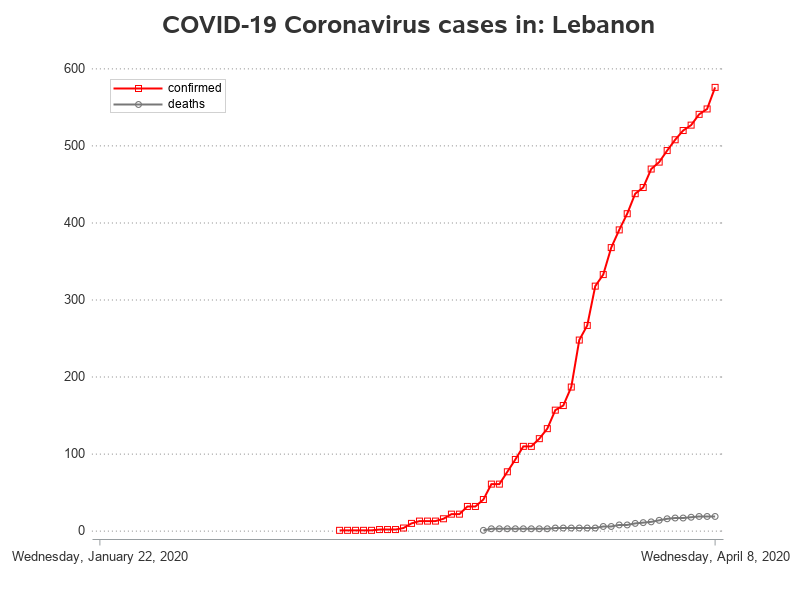 COVID-19 Coronavirus cases in: Lebanon
600
confirmed
deaths
500
400
300
200
100
0
Wednesday, January 22, 2020
Wednesday, April 8, 2020